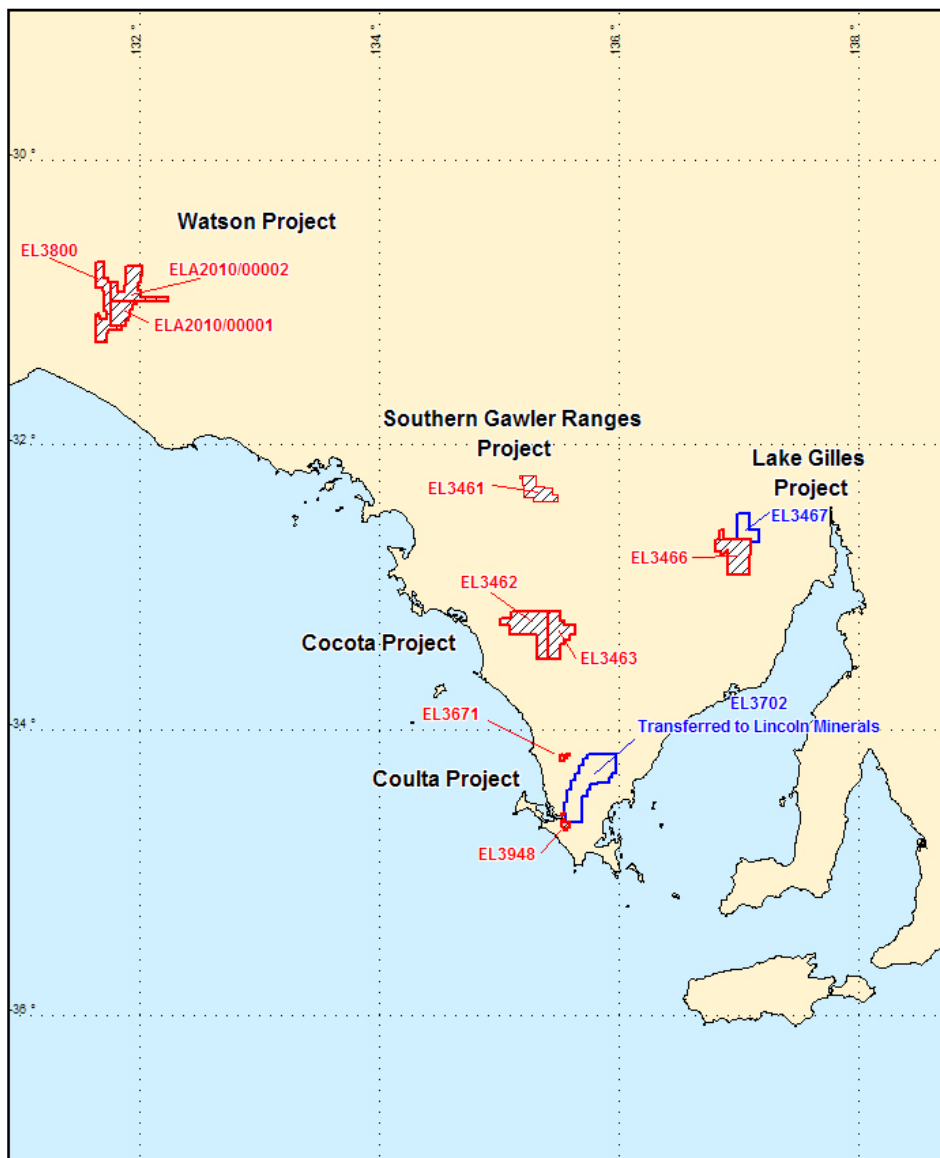 132.°
134.°
136.°
138.°
-30 °
Watson Project
EL3800
ELA2010/00002
ELA2010/00001
Southern Gawler Ranges
Project
-32 °
Lake Gilles
Project
EL3461
EL3467
EL3466
EL3462
Cocota Project
EL3463
EL3702
EL3671
Transferred to Lincoln Minerals
-34 °
Coulta Project
EL3948
-36 °